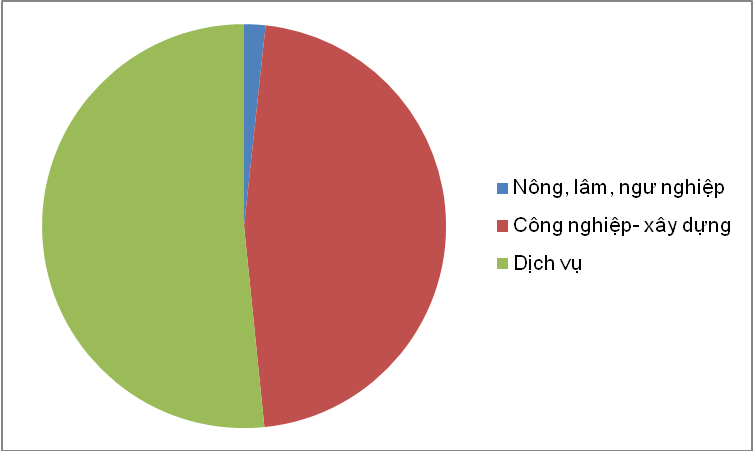 Nông, lâm, ngư nghiệp
Công nghiệp- xây dựng
Dịch vụ